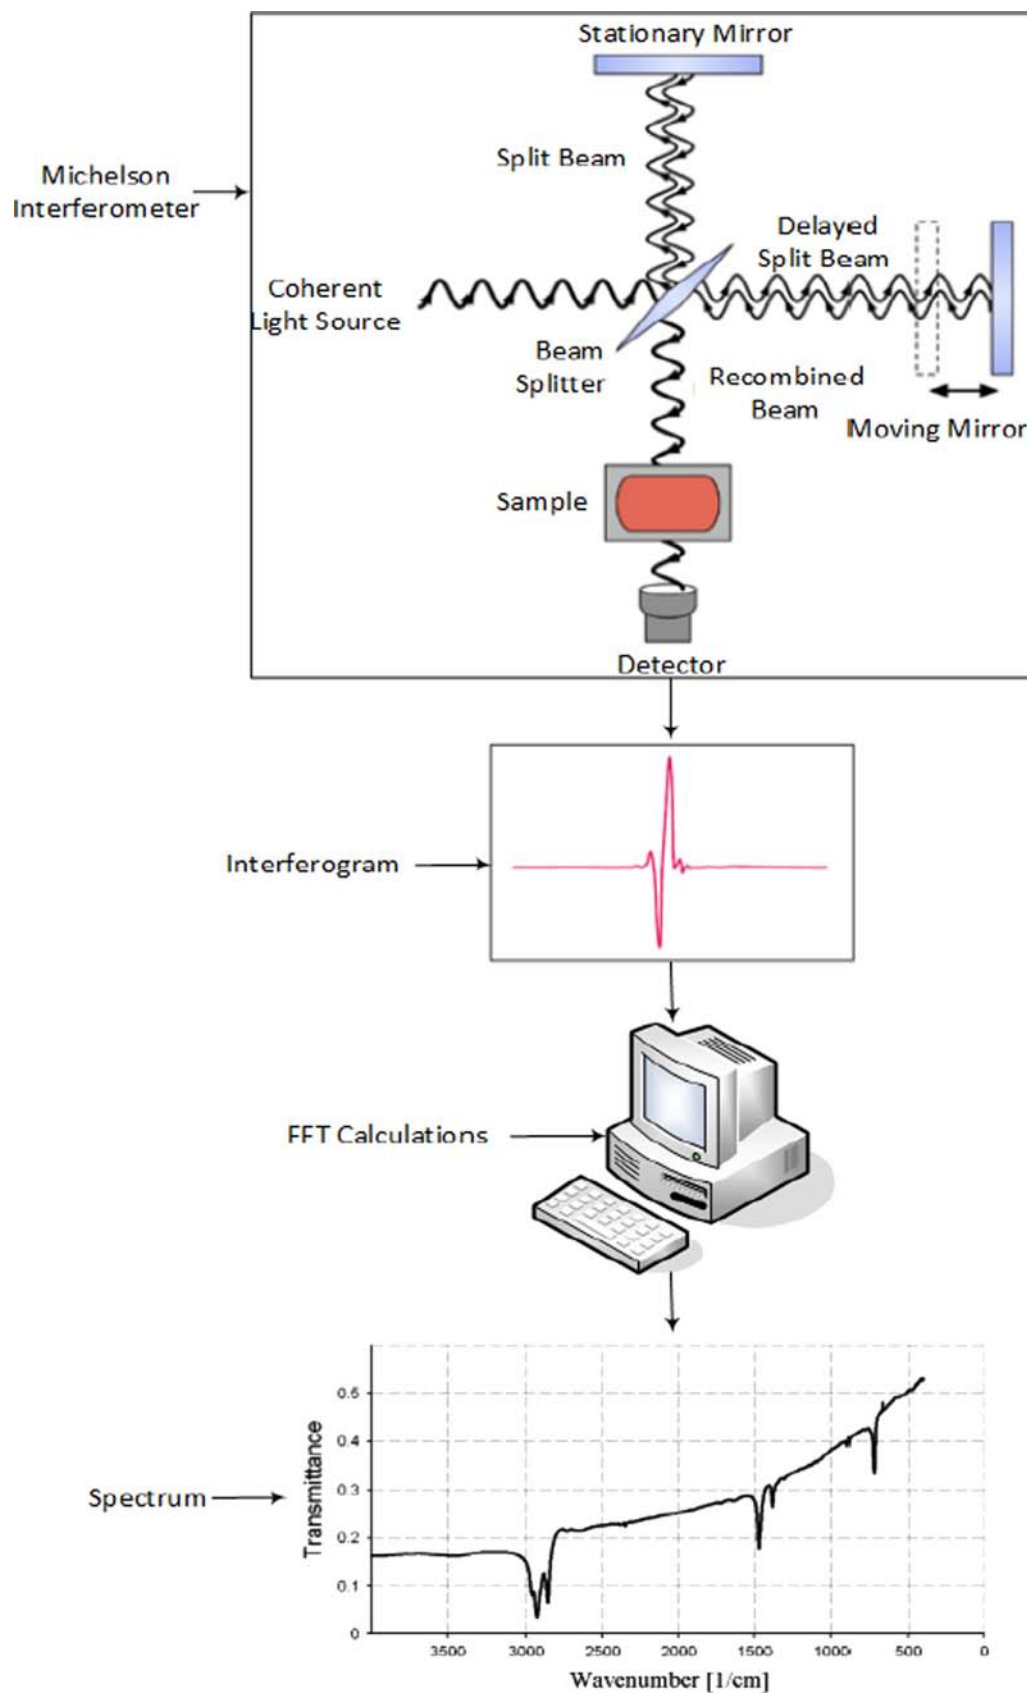 Stationary Mirror
Split Beam
Michelson
Interferometer
Delayed
Split Beam
Coherent
Light Source
Beam
Splitter
Recombined
Beam
Moving Mirror
Sample
Detector
Interferogram
FFT Calculations
Spectrum
Transmittance
0.5
0.4
0.3
0.2
0.1
0
3500
3000
2500
2000
1500
1000
500
0
Wavenumber [1/cm]